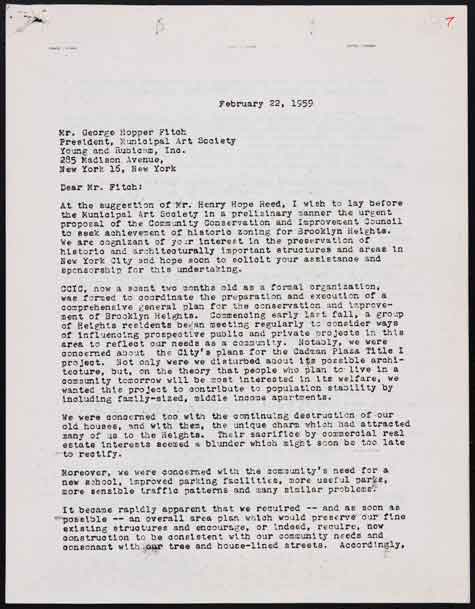 7
February 22, 1959
Mr. George Hopper Fitch
President, Municipal Art Society
Young and Rubicam, Inc.
285 Madison Avenue,
New York 16, New York
Dear Mr. Fitch:
At the suggestion of Mr. Henry Hope Reed, I wish to lay before
the Municipal Art Society in a preliminary manner the urgent
proposal of the Community Conservation and Improvement Council
to seek achievement of historic zoning for Brooklyn Heights.
We are cognizant of your interest in the preservation of
historic and architecturally important structures and areas in
New York City and hope soon to solicit your assistance and
sponsorship for this undertaking.
CCIC, now a scant two months old as a formal organization,
was formed to coordinate the preparation and execution of a
comprehensive general plan for the conservation and improve-
ment of Brooklyn Heights. Commencing early last fall, a group
of Heights residents began meeting regularly to consider ways
of influencing prospective public and private projects in this
area to reflect our needs as a community. Notably, we were
concerned about the City's plans for the Cadman Plaza Title I
project. Not only were we disturbed about its possible archi-
tecture, but, on the theory that people who plan to live in a
community tomorrow will be most interested in its welfare, we
wanted this project to contribute to population stability by
including family-sized, middle income apartments.
We were concerned too with the continuing destruction of our
old houses, and with them, the unique charm which had attracted
many of us to the Heights. Their sacrifice by commercial real
estate interests seemed a blunder which might soon be too late
to rectify.
Moreover, we were concerned with the community's need for a
new school, improved parking facilities, more useful parks,
more sensible traffic patterns and many similar problems.
It became rapidly apparent that we required -- and as soon as
possible -- an overall area plan which would preserve our fine
existing structures and encourage, or indeed, require, new
construction to be consistent with our community needs and
consonant with our tree and house-lined streets. Accordingly,